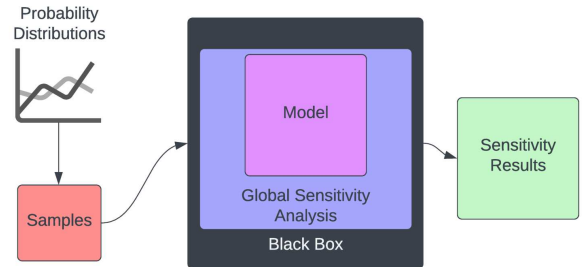 Probability
Distributions
Samples
Model
Global Sensitivity
Analysis
Black Box
Sensitivity
Results